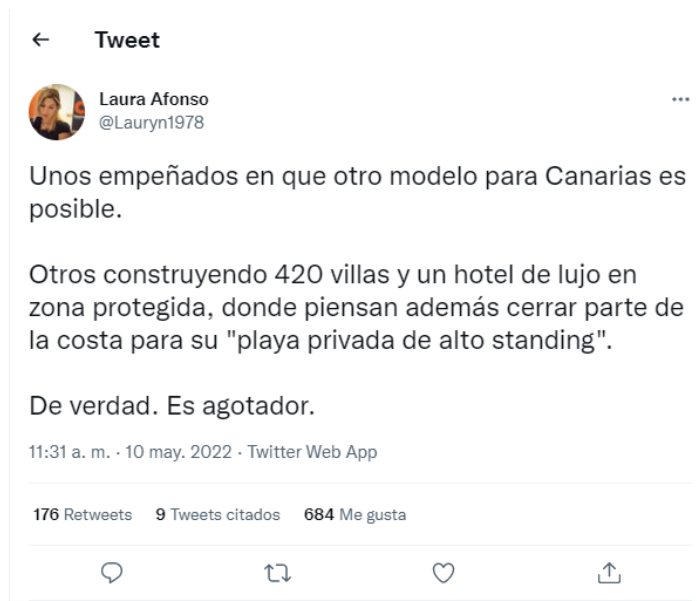 Tweet
Laura Afonso
@Lauryn1978
Unos empeñados en que otro modelo para Canarias es
posible.
Otros construyendo 420 villas y un hotel de lujo en
zona protegida, donde piensan además cerrar parte de
la costa para su "playa privada de alto standing".
De verdad. Es agotador.
11:31 a. m. · 10 may. 2022 · Twitter Web App
176 Retweets 9 Tweets citados 684 Me gusta